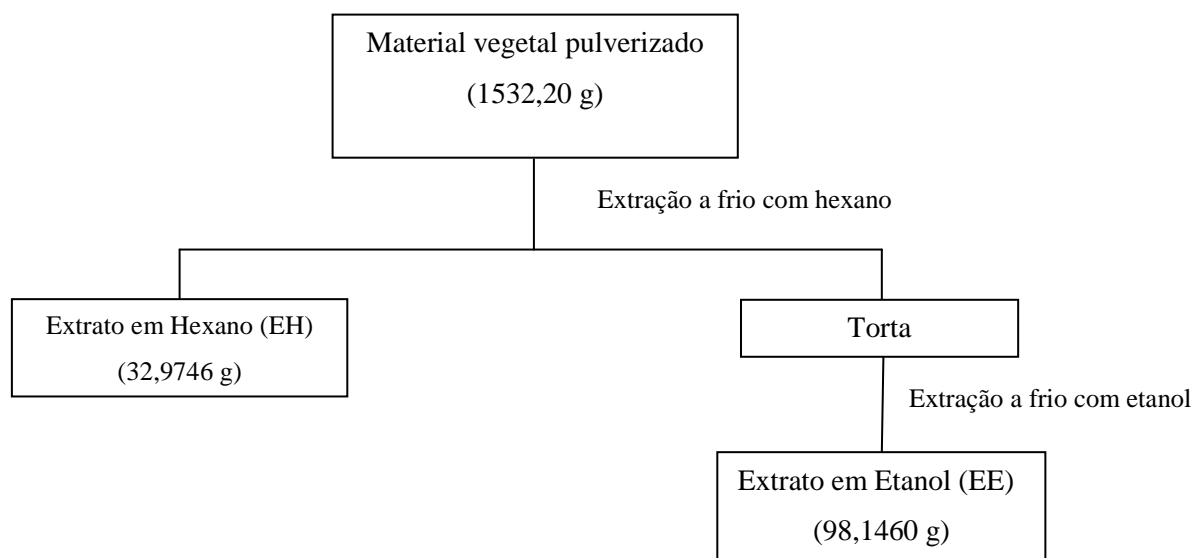 Material vegetal pulverizado
(1532,20 g)
Extração a frio com hexano
Extrato em Hexano (EH)
(32,9746 g)
Torta
Extração a frio com etanol
Extrato em Etanol (EE)
(98,1460 g)